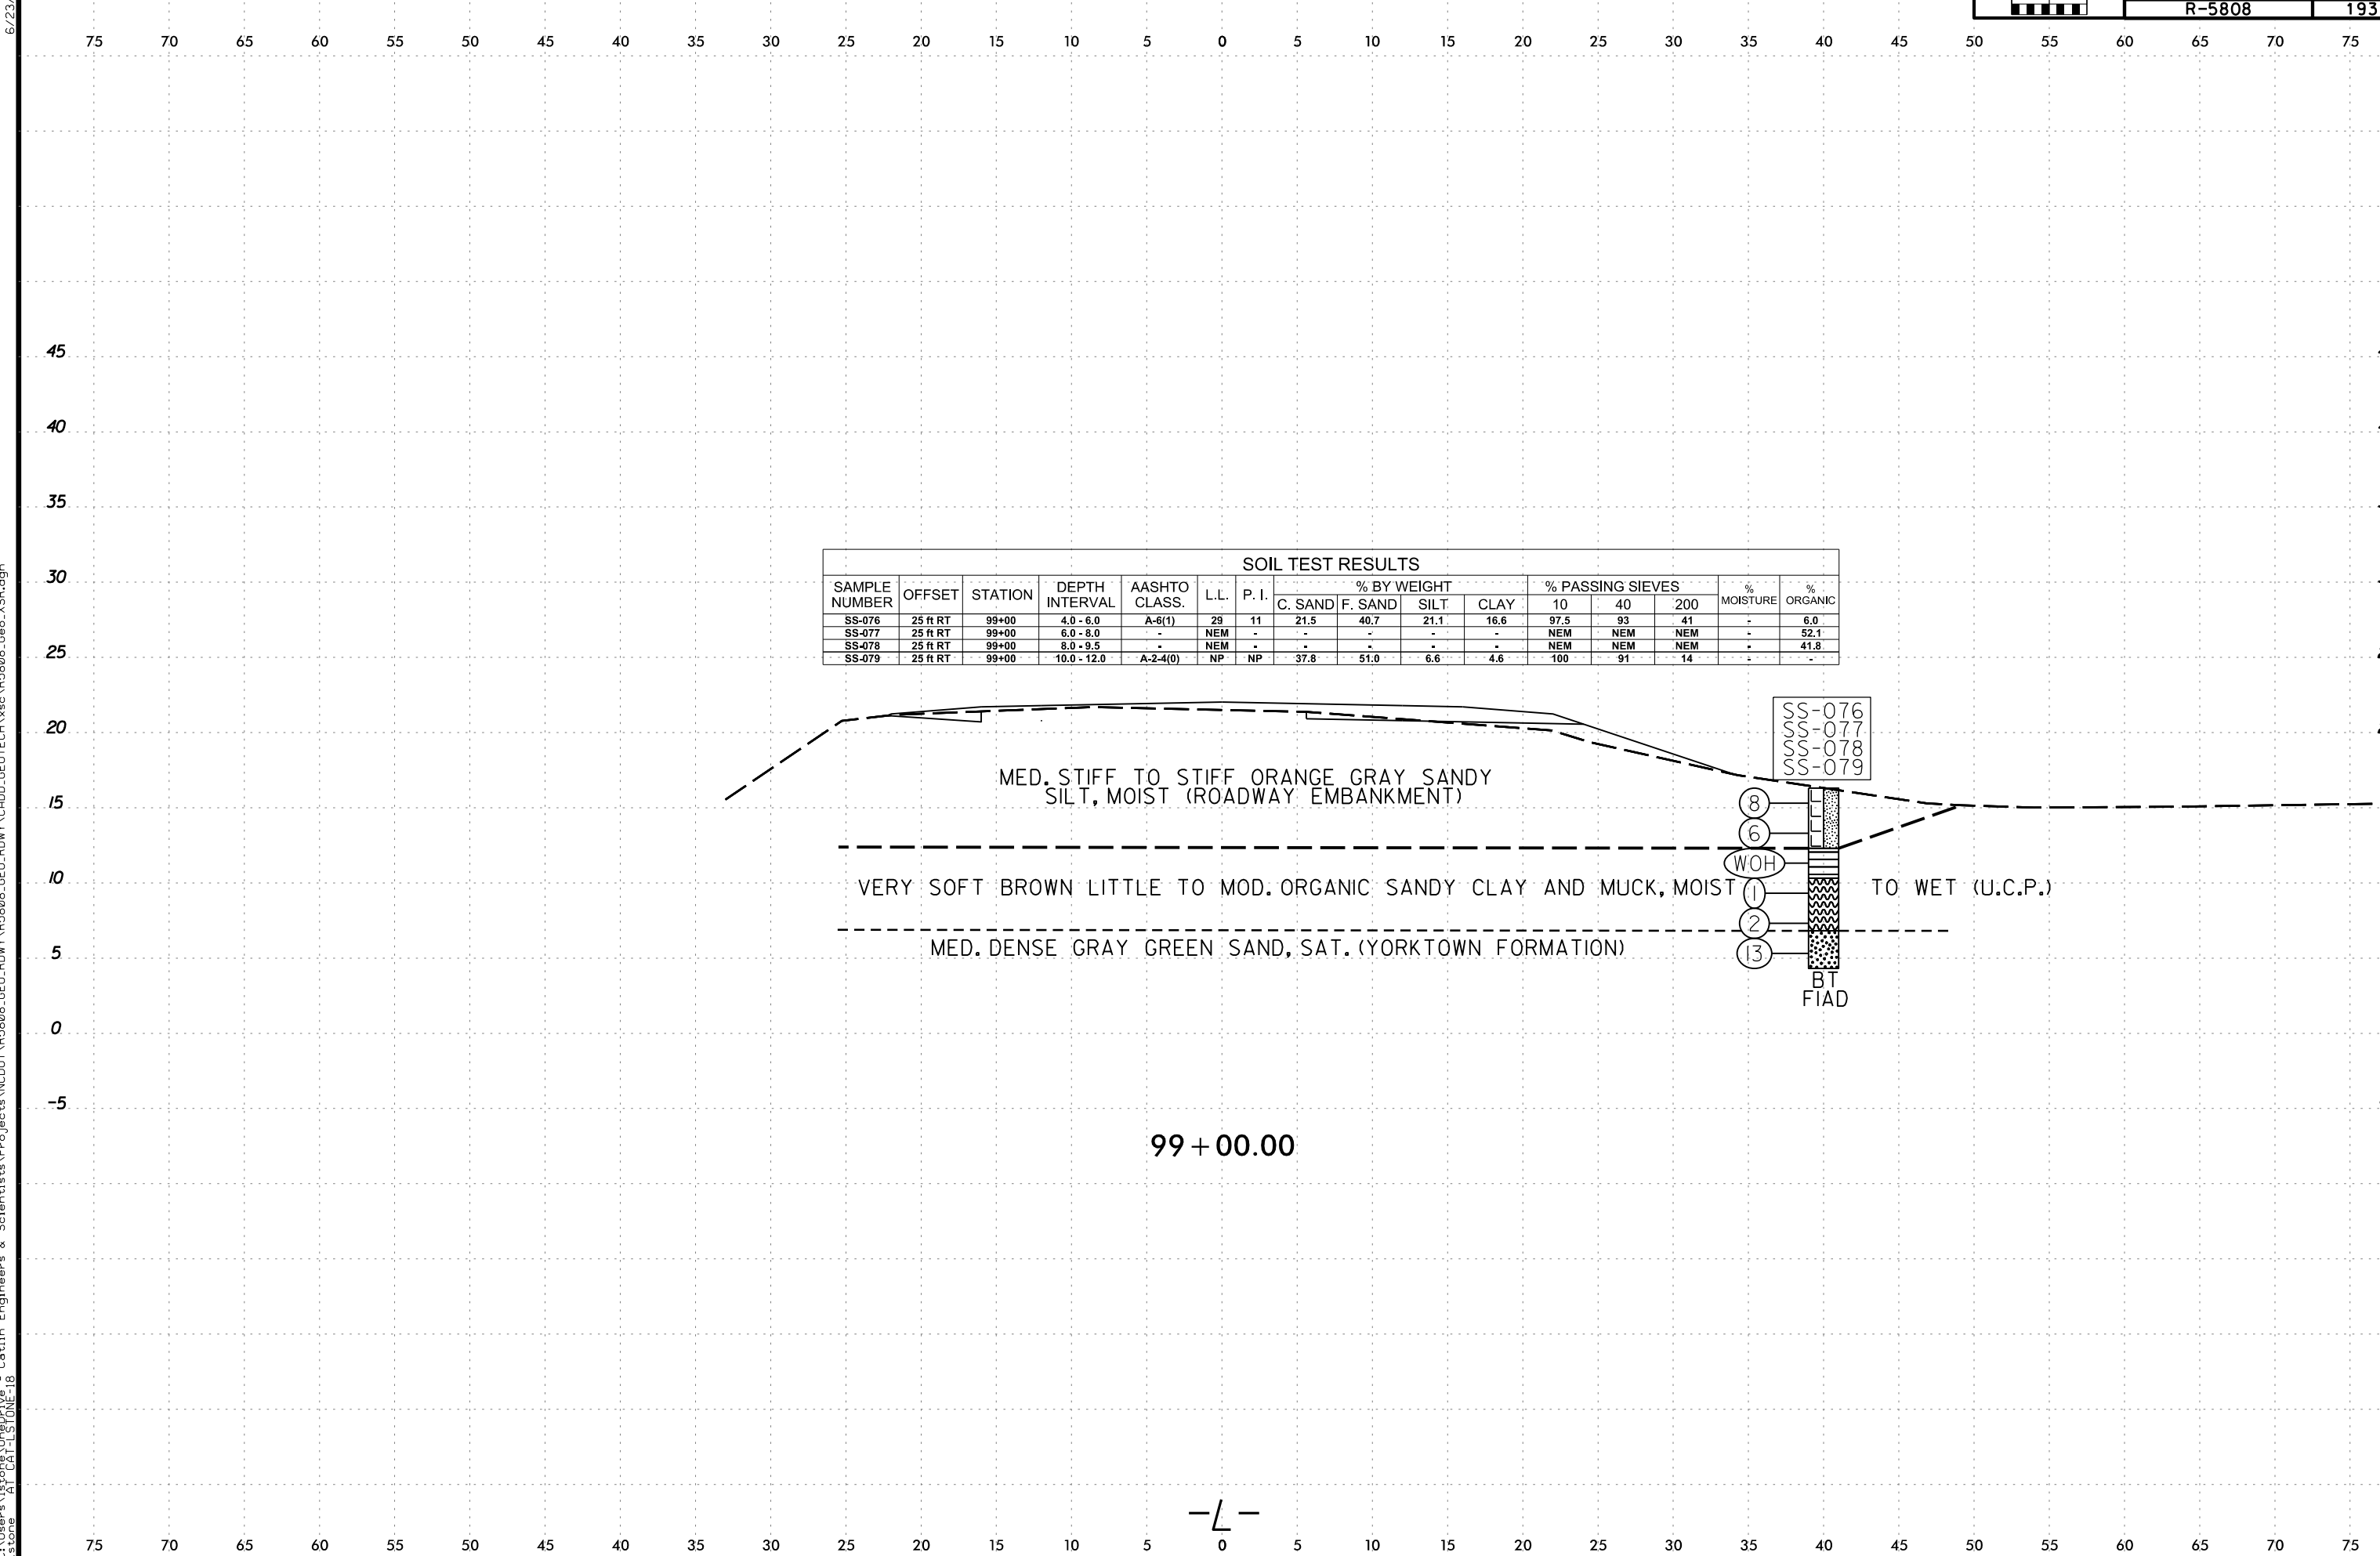 R-5808 193
75 70 65 60 55 50 45 40 35 30 25 20 15 10 5 0 5 10 15 20 25 30 35 40 45 50 55 60 65 70 75
45
40
35
30
25
20
15
10
5
0
-5
SOIL TEST RESULTS
SAMPLE NUMBER OFFSET STATION DEPTH INTERVAL AASHTO CLASS. L.L. P. I. % BY WEIGHT % PASSING SIEVES % MOISTURE % ORGANIC
C. SAND F. SAND SILT CLAY 10 40 200
SS-076 25 ft RT 99+00 4.0 - 6.0 A-6(1) 29 11 21.5 40.7 21.1 16.6 97.5 93 41 - 6.0
SS-077 25 ft RT 99+00 6.0 - 8.0 - NEM - - - - - NEM NEM NEM - 52.1
SS-078 25 ft RT 99+00 8.0 - 9.5 - NEM - - - - - NEM NEM NEM - 41.8
SS-079 25 ft RT 99+00 10.0 - 12.0 A-2-4(0) NP NP 37.8 51.0 6.6 4.6 100 91 14 - -
SS-076
SS-077
SS-078
SS-079
MED. STIFF TO STIFF ORANGE GRAY SANDY
SILT, MOIST (ROADWAY EMBANKMENT)
8
6
WOH
VERY SOFT BROWN LITTLE TO MOD. ORGANIC SANDY CLAY AND MUCK, MOIST 1 TO WET (U.C.P.)
2
MED. DENSE GRAY GREEN SAND, SAT. (YORKTOWN FORMATION) 13
BT
FIAD
99+00.00
-L-
75 70 65 60 55 50 45 40 35 30 25 20 15 10 5 0 5 10 15 20 25 30 35 40 45 50 55 60 65 70 75
6/23/
AT CAT-LSTONE-18